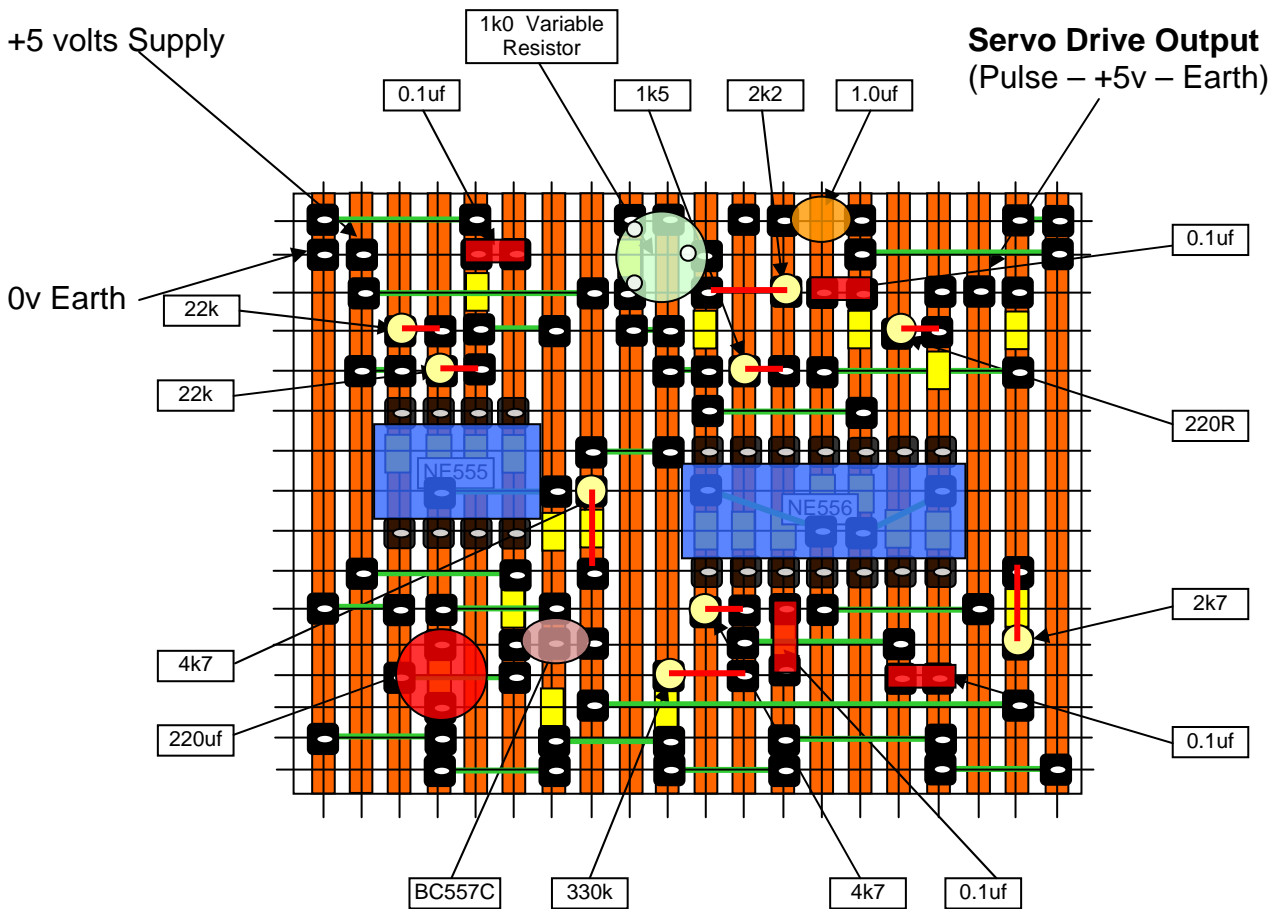 1k0 Variable
Resistor
+5 volts Supply
Servo Drive Output
(Pulse – +5v – Earth)
0.1uf
1k5
2k2
1.0uf
0.1uf
0v Earth
22k
22k
220R
NE555
NE556
2k7
4k7
220uf
0.1uf
BC557C
330k
4k7
0.1uf